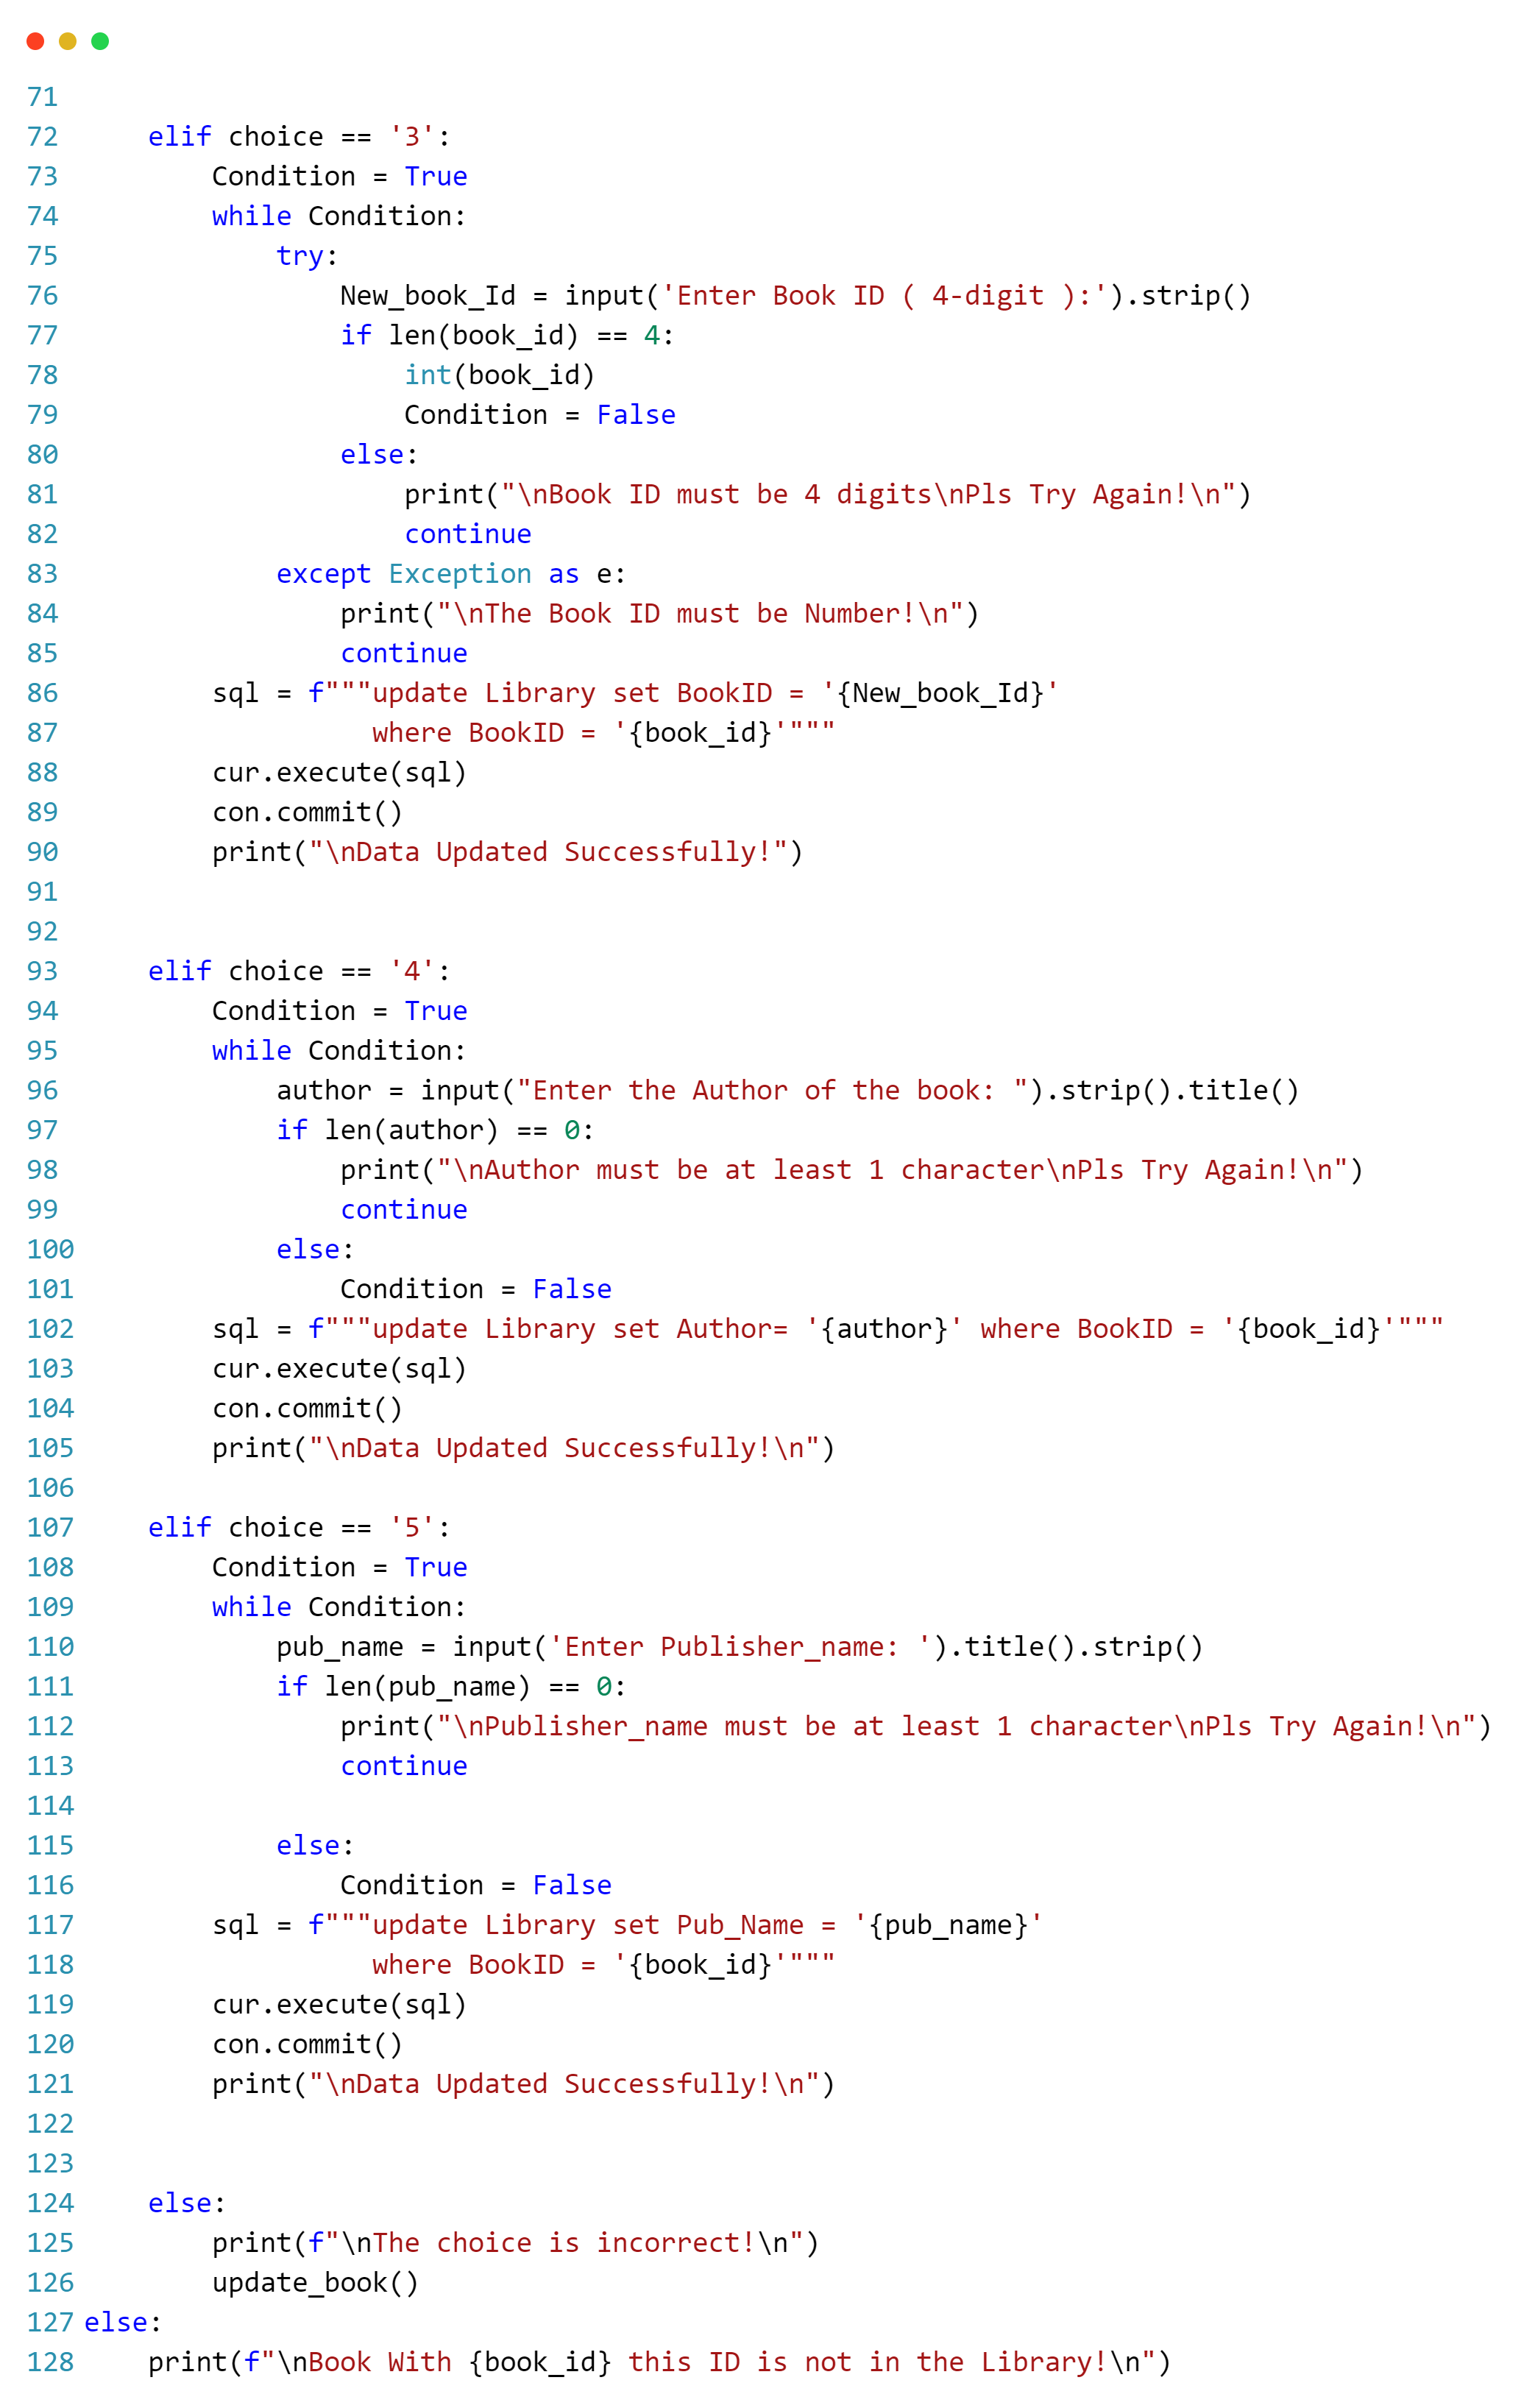 71
72 elif choice == '3':
73 Condition = True
74 while Condition:
75 try:
76 New_book_Id = input('Enter Book ID ( 4-digit ):').strip()
77 if len(book_id) == 4:
78 int(book_id)
79 Condition = False
80 else:
81 print("\nBook ID must be 4 digits\nPls Try Again!\n")
82 continue
83 except Exception as e:
84 print("\nThe Book ID must be Number!\n")
85 continue
86 sql = f"""update Library set BookID = '{New_book_Id}'
87 where BookID = '{book_id}'"""
88 cur.execute(sql)
89 con.commit()
90 print("\nData Updated Successfully!")
91
92
93 elif choice == '4':
94 Condition = True
95 while Condition:
96 author = input("Enter the Author of the book: ").strip().title()
97 if len(author) == 0:
98 print("\nAuthor must be at least 1 character\nPls Try Again!\n")
99 continue
100 else:
101 Condition = False
102 sql = f"""update Library set Author= '{author}' where BookID = '{book_id}'"""
103 cur.execute(sql)
104 con.commit()
105 print("\nData Updated Successfully!\n")
106
107 elif choice == '5':
108 Condition = True
109 while Condition:
110 pub_name = input('Enter Publisher_name: ').title().strip()
111 if len(pub_name) == 0:
112 print("\nPublisher_name must be at least 1 character\nPls Try Again!\n")
113 continue
114
115 else:
116 Condition = False
117 sql = f"""update Library set Pub_Name = '{pub_name}'
118 where BookID = '{book_id}'"""
119 cur.execute(sql)
120 con.commit()
121 print("\nData Updated Successfully!\n")
122
123
124 else:
125 print(f"\nThe choice is incorrect!\n")
126 update_book()
127 else:
128 print(f"\nBook With {book_id} this ID is not in the Library!\n")